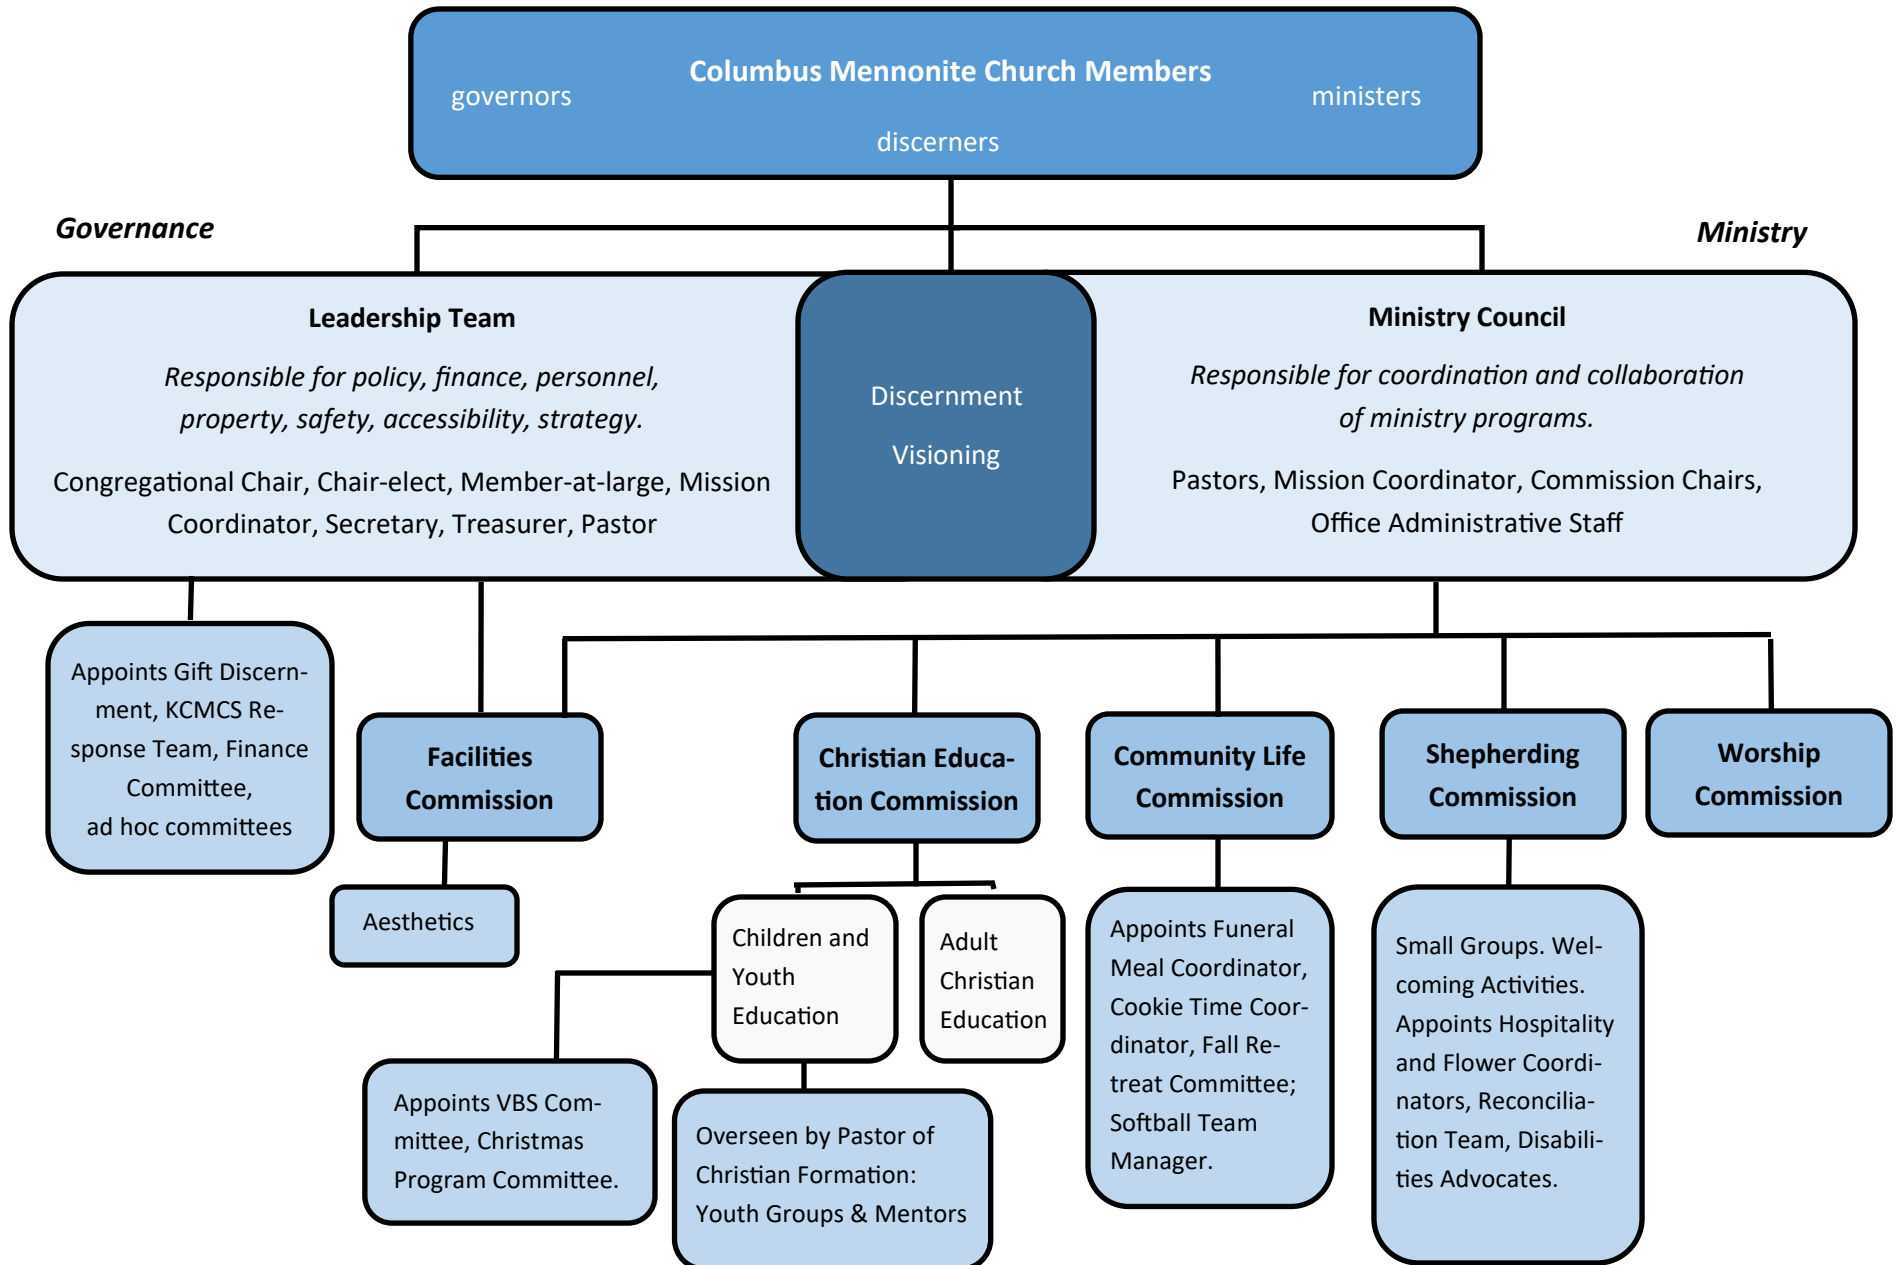 Columbus Mennonite Church Members
governors
ministers
discerners
Governance
Ministry
Leadership Team
Responsible for policy, finance, personnel,
property, safety, accessibility, strategy.
Congregational Chair, Chair-elect, Member-at-large, Mission
Coordinator, Secretary, Treasurer, Pastor
Discernment
Visioning
Ministry Council
Responsible for coordination and collaboration
of ministry programs.
Pastors, Mission Coordinator, Commission Chairs,
Office Administrative Staff
Appoints Gift Discern-
ment, KCMCS Re-
sponse Team, Finance
Committee,
ad hoc committees
Facilities
Commission
Christian Educa-
tion Commission
Community Life
Commission
Shepherding
Commission
Worship
Commission
Aesthetics
Children and
Youth
Education
Adult
Christian
Education
Appoints Funeral
Meal Coordinator,
Cookie Time Coor-
dinator, Fall Re-
treat Committee;
Softball Team
Manager.
Small Groups. Wel-
coming Activities.
Appoints Hospitality
and Flower Coordi-
nators, Reconcilia-
tion Team, Disabili-
ties Advocates.
Appoints VBS Com-
mittee, Christmas
Program Committee.
Overseen by Pastor of
Christian Formation:
Youth Groups & Mentors